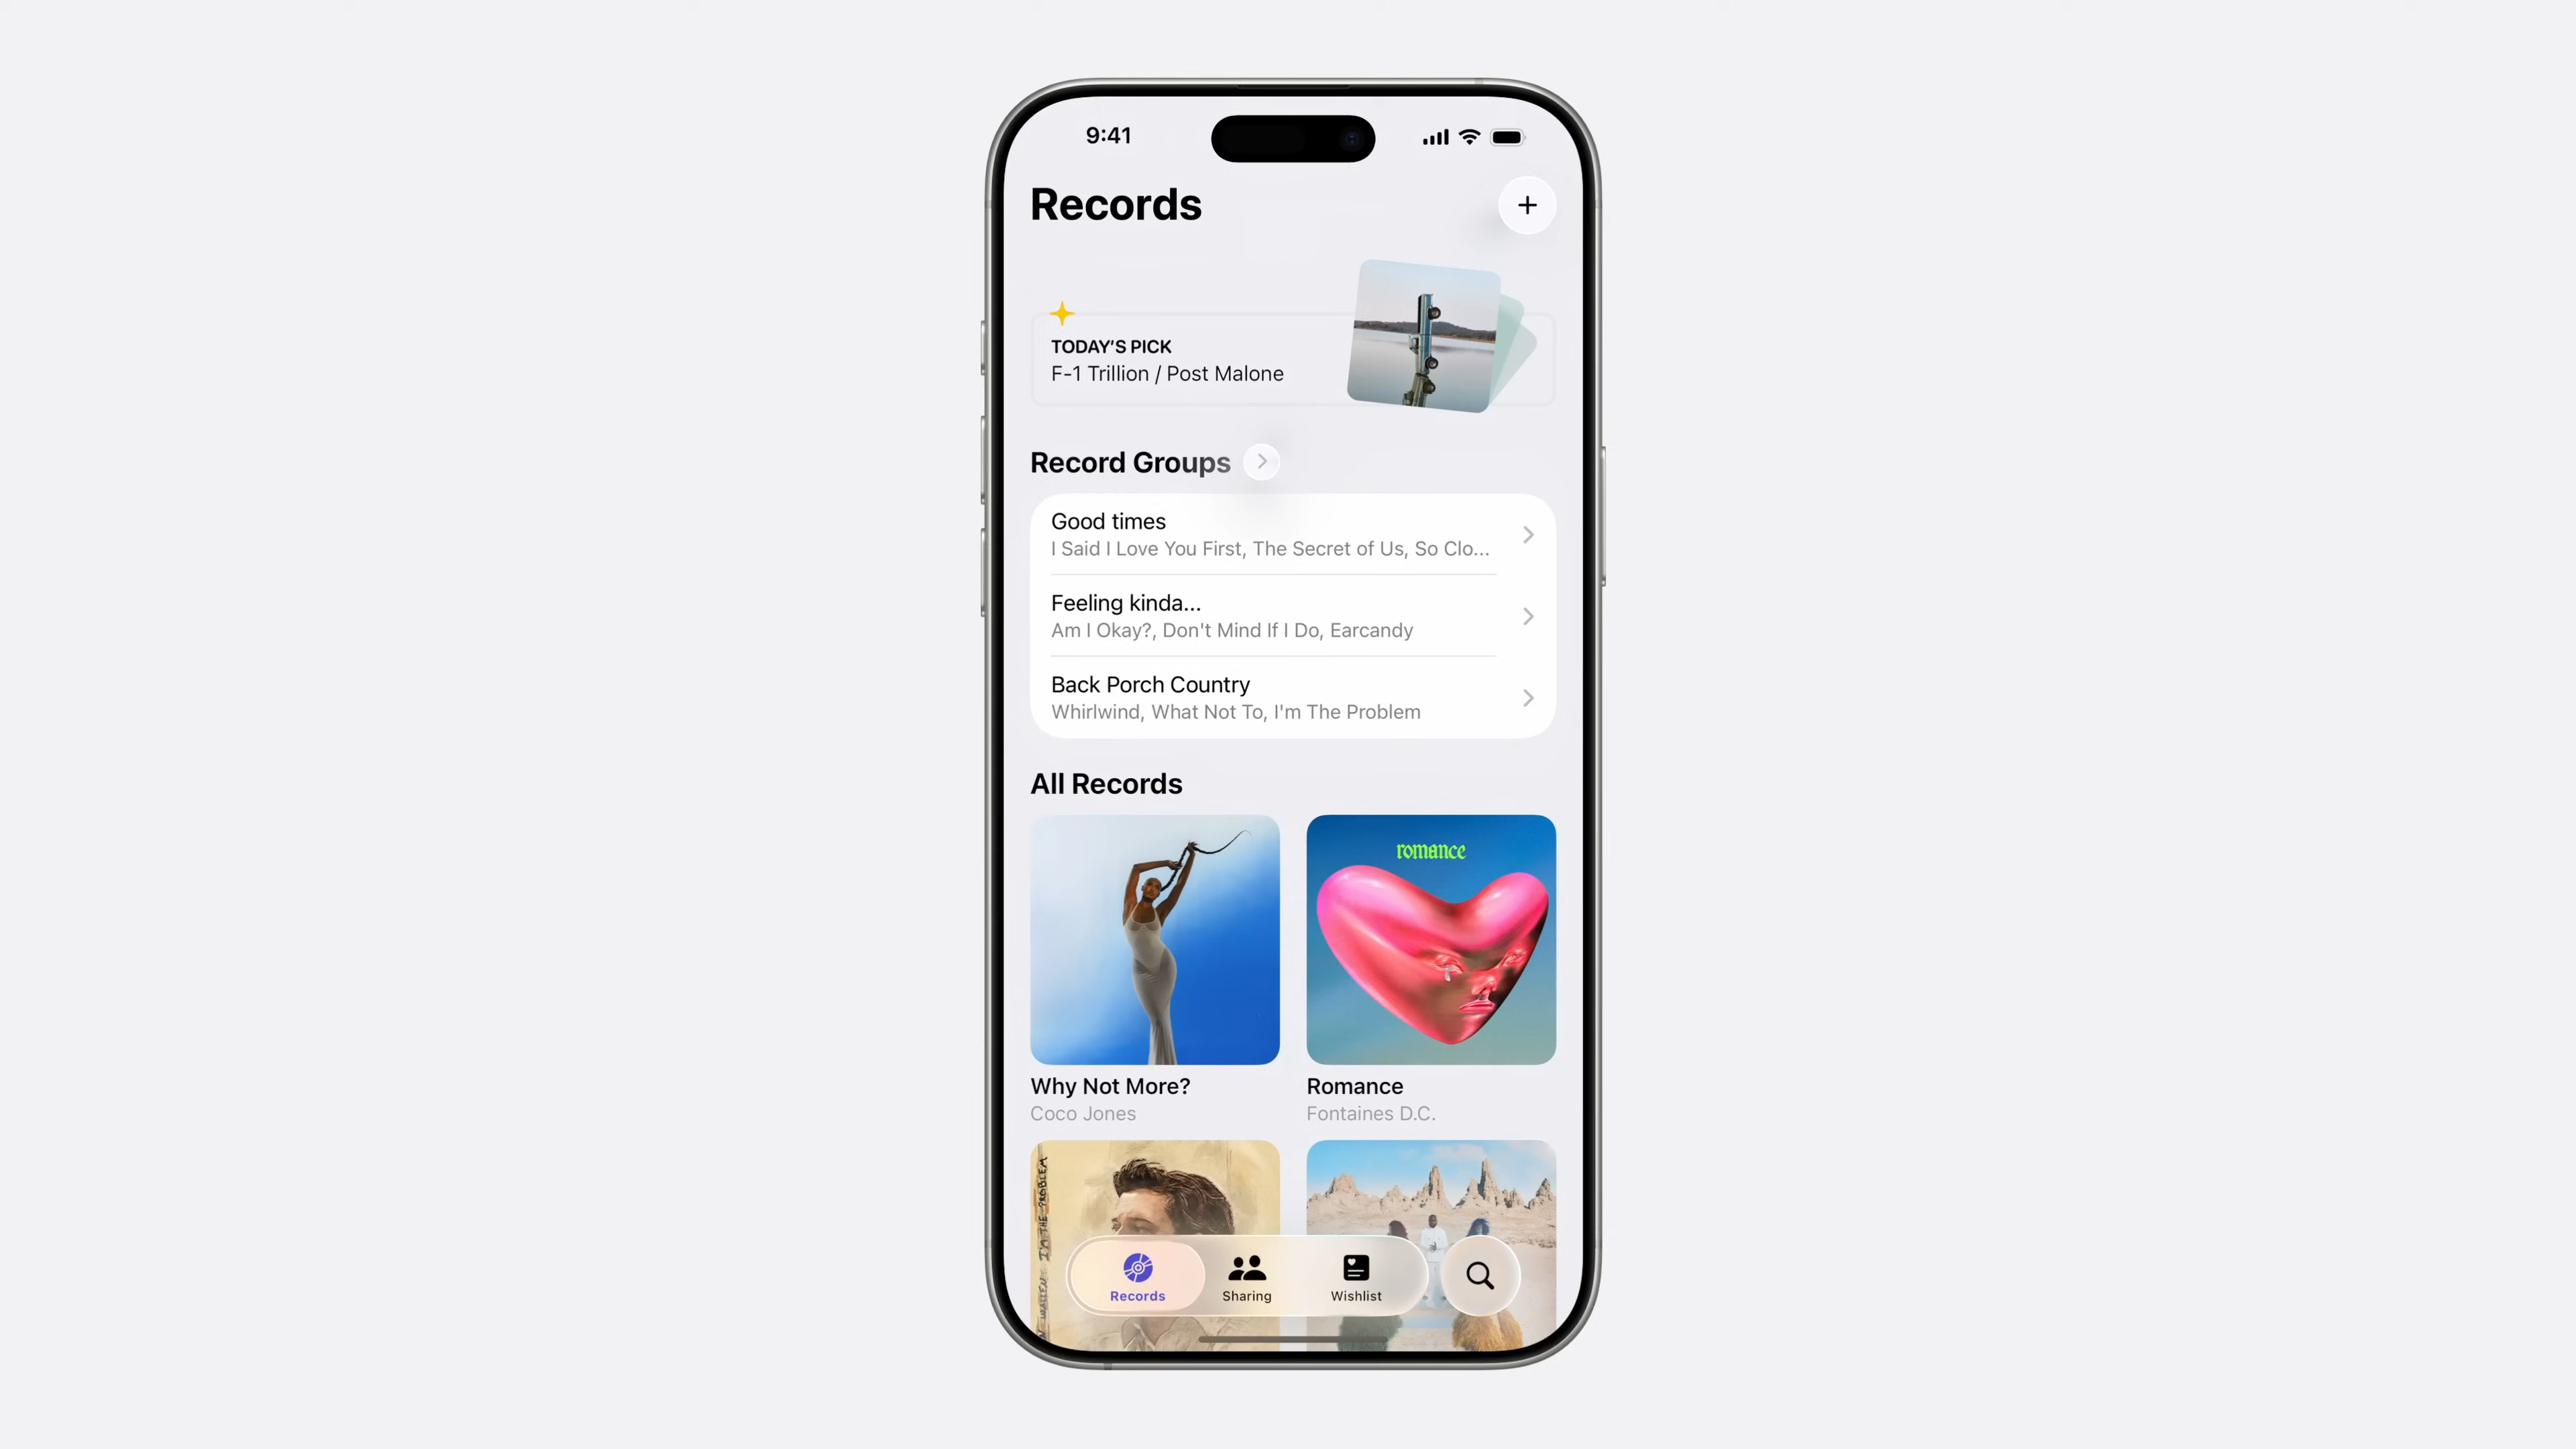 9:41
Records
TODAY'S PICK
F-1 Trillion / Post Malone
Record Groups
Good times
I Said I Love You First, The Secret of Us, So Clo...
Feeling kinda...
Am I Okay?, Don't Mind If I Do, Earcandy
Back Porch Country
Whirlwind, What Not To, I'm The Problem
All Records
romance
Why Not More?
Coco Jones
Romance
Fontaines D.C.
I'M THE PROBLEM
Records
Sharing
Wishlist